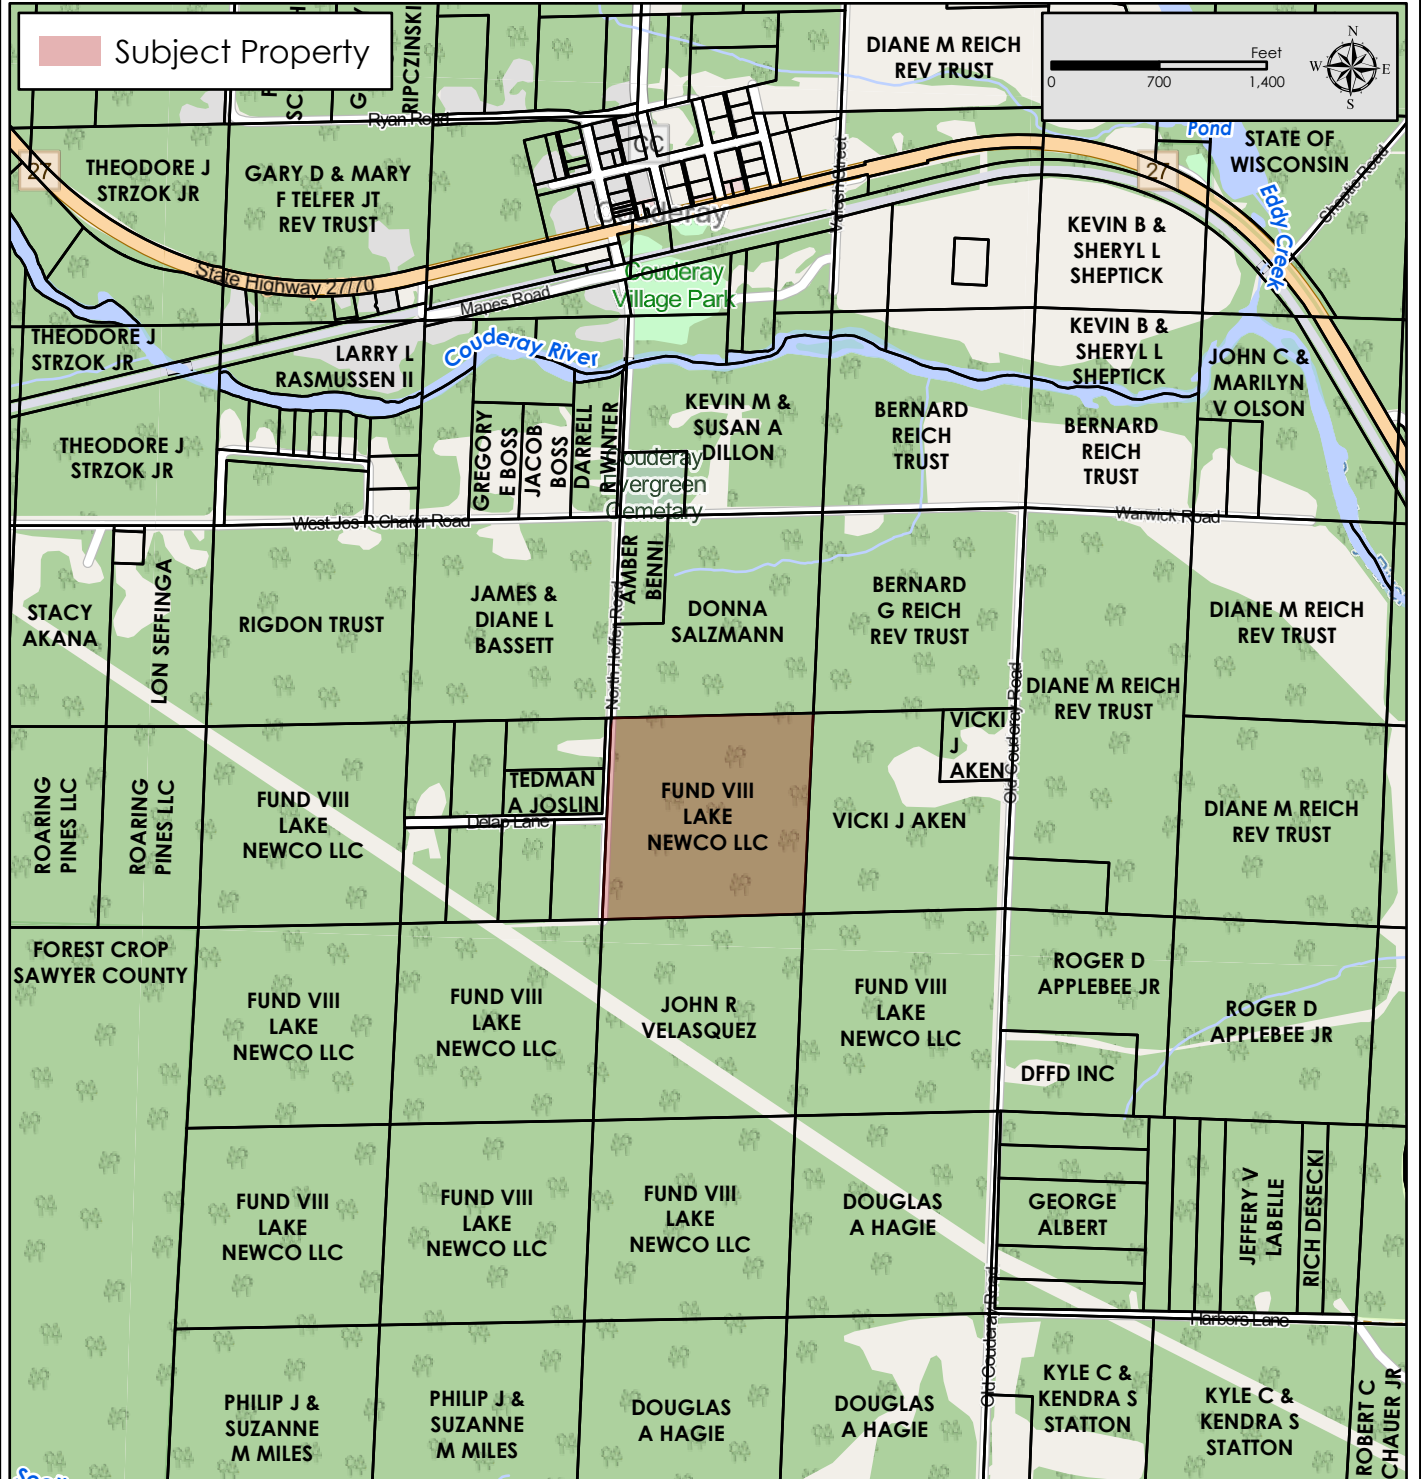 Subject Property
RIPCZINSKI
DIANE M REICH
REV TRUST
Feet
0
700
1,400
N
W
E
S
Ryan Road
CC
Pond
STATE OF
WISCONSIN
27
THEODORE J
STRZOK JR
GARY D & MARY
F TELFER JT
REV TRUST
Couderay
27
Sheptic Road
Eddy Creek
KEVIN B &
SHERYL L
SHEPTICK
State Highway 27/70
Mapes Road
Couderay
Village Park
THEODORE J
STRZOK JR
LARRY L
RASMUSSEN II
Couderay River
KEVIN B &
SHERYL L
SHEPTICK
JOHN C &
MARILYN
V OLSON
THEODORE J
STRZOK JR
GREGORY
E BOSS
JACOB
BOSS
DARRELL
R WINTER
KEVIN M &
SUSAN A
DILLON
Couderay
Evergreen
Cemetary
BERNARD
REICH
TRUST
BERNARD
REICH
TRUST
West Jos R Chafer Road
Warwick Road
STACY
AKANA
LON SEFFINGA
RIGDON TRUST
JAMES &
DIANE L
BASSETT
North Hoffer Road
AMBER
BENNI
DONNA
SALZMANN
BERNARD
G REICH
REV TRUST
Old Couderay Road
DIANE M REICH
REV TRUST
DIANE M REICH
REV TRUST
ROARING
PINES LLC
ROARING
PINES LLC
FUND VIII
LAKE
NEWCO LLC
TEDMAN
A JOSLIN
Delap Lane
FUND VIII
LAKE
NEWCO LLC
VICKI
J
AKEN
VICKI J AKEN
DIANE M REICH
REV TRUST
FOREST CROP
SAWYER COUNTY
FUND VIII
LAKE
NEWCO LLC
FUND VIII
LAKE
NEWCO LLC
JOHN R
VELASQUEZ
FUND VIII
LAKE
NEWCO LLC
ROGER D
APPLEBEE JR
ROGER D
APPLEBEE JR
DFFD INC
FUND VIII
LAKE
NEWCO LLC
FUND VIII
LAKE
NEWCO LLC
FUND VIII
LAKE
NEWCO LLC
DOUGLAS
A HAGIE
GEORGE
ALBERT
JEFFERY V
LABELLE
RICH DESECKI
Old Couderay Road
Harbors Lane
PHILIP J &
SUZANNE
M MILES
PHILIP J &
SUZANNE
M MILES
DOUGLAS
A HAGIE
DOUGLAS
A HAGIE
KYLE C &
KENDRA S
STATTON
KYLE C &
KENDRA S
STATTON
ROBERT C
CHAUER JR